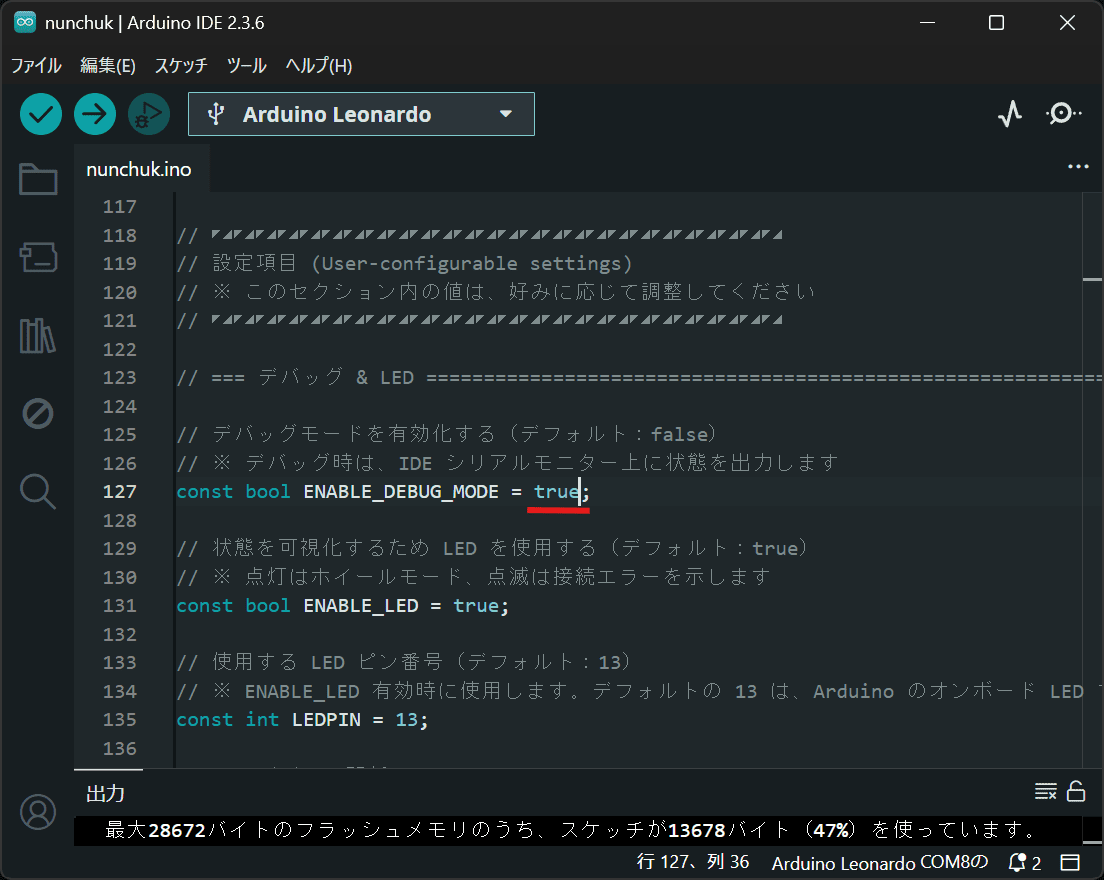 nunchuk | Arduino IDE 2.3.6
ファイル 編集(E) スケッチ ツール ヘルプ(H)
Arduino Leonardo
nunchuk.ino
117
118 // ◤◢◤◢◤◢◤◢◤◢◤◢◤◢◤◢◤◢◤◢◤◢◤◢◤◢◤◢◤◢◤◢◤◢◤◢◤◢◤◢◤◢◤◢◤◢◤◢◤◢◤◢
119 // 設定項目 (User-configurable settings)
120 // ※ このセクション内の値は、好みに応じて調整してください
121 // ◤◢◤◢◤◢◤◢◤◢◤◢◤◢◤◢◤◢◤◢◤◢◤◢◤◢◤◢◤◢◤◢◤◢◤◢◤◢◤◢◤◢◤◢◤◢◤◢◤◢◤◢
122
123 // === デバッグ & LED ===========================================================
124
125 // デバッグモードを有効化する（デフォルト：false）
126 // ※ デバッグ時は、IDE シリアルモニター上に状態を出力します
127 const bool ENABLE_DEBUG_MODE = true;
128
129 // 状態を可視化するため LED を使用する（デフォルト：true）
130 // ※ 点灯はホイールモード、点滅は接続エラーを示します
131 const bool ENABLE_LED = true;
132
133 // 使用する LED ピン番号（デフォルト：13）
134 // ※ ENABLE_LED 有効時に使用します。デフォルトの 13 は、Arduino のオンボード LED
135 const int LEDPIN = 13;
136
出力
最大28672バイトのフラッシュメモリのうち、スケッチが13678バイト（47%）を使っています。
行 127、列 36 Arduino Leonardo COM8の 2